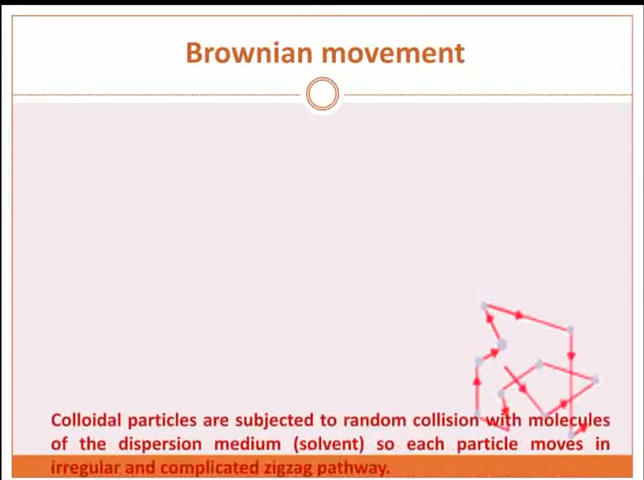 Brownian movement
Colloidal particles are subjected to random collision with molecules
of the dispersion medium (solvent) so each particle moves in
irregular and complicated zigzag pathway.